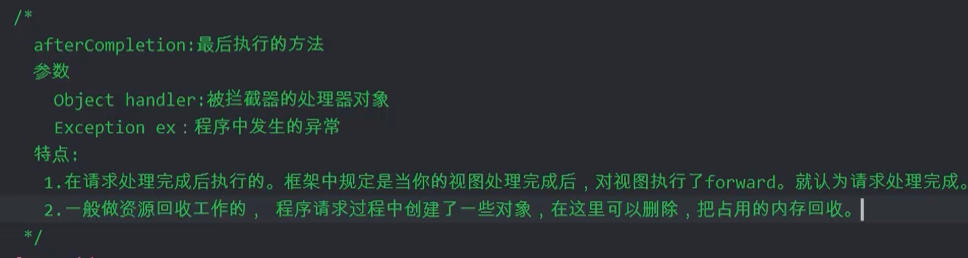 /*
afterCompletion:最后执行的方法
参数
Object handler:被拦截器的处理器对象
Exception ex：程序中发生的异常
特点:
1.在请求处理完成后执行的。框架中规定是当你的视图处理完成后，对视图执行了forward。就认为请求处理完成。
2.一般做资源回收工作的， 程序请求过程中创建了一些对象，在这里可以删除，把占用的内存回收。
*/